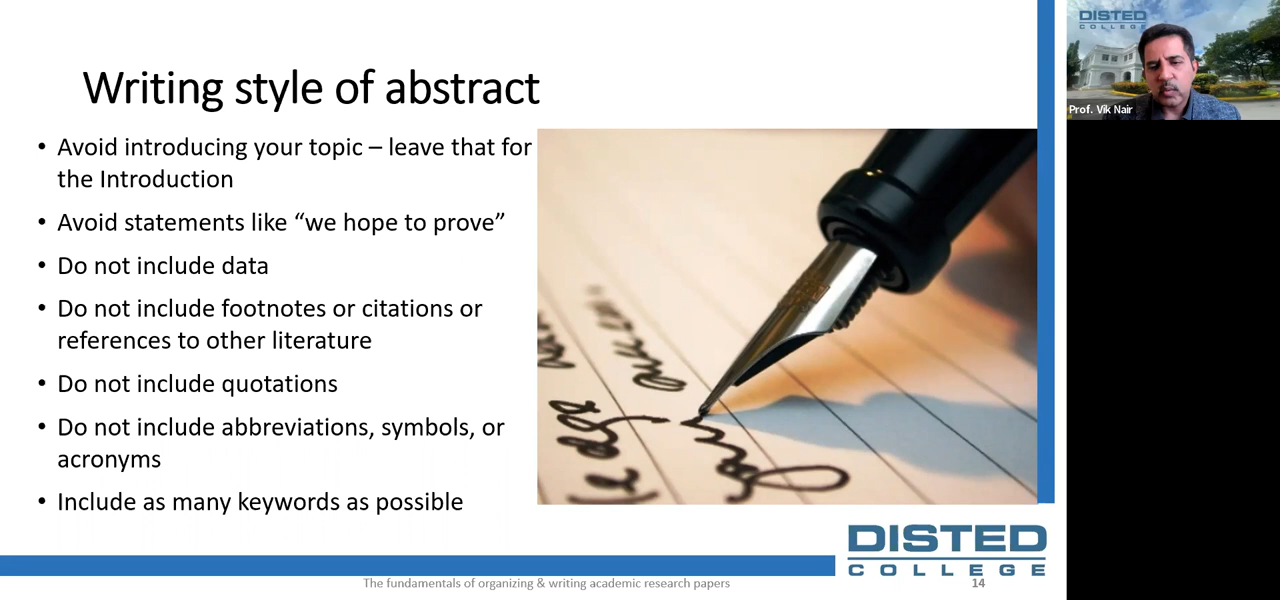 Writing style of abstract
• Avoid introducing your topic – leave that for
the Introduction
• Avoid statements like “we hope to prove”
• Do not include data
• Do not include footnotes or citations or
references to other literature
• Do not include quotations
• Do not include abbreviations, symbols, or
acronyms
• Include as many keywords as possible
DISTED
COLLEGE
The fundamentals of organizing & writing academic research papers
14
DISTED
COLLEGE
Prof. Vik Nair